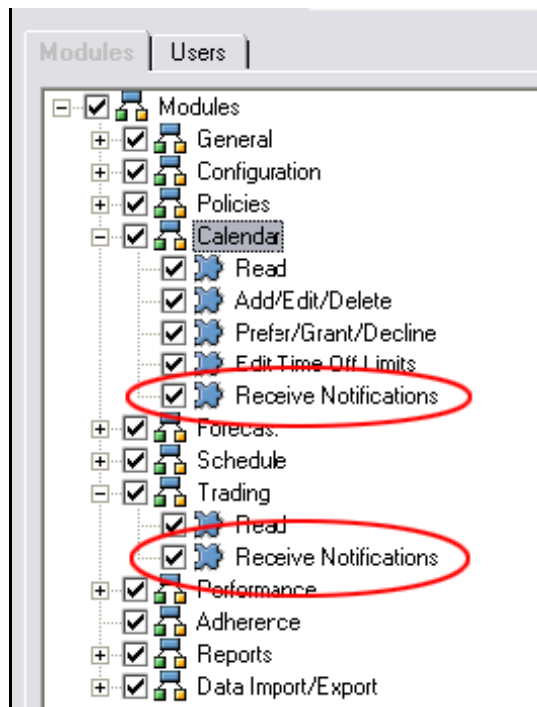 Modules Users
Modules
General
Configuration
Policies
Calendar
Read
Add/Edit/Delete
Prefer/Grant/Decline
Edit Time Off Limits
Receive Notifications
Forecast
Schedule
Trading
Read
Receive Notifications
Performance
Adherence
Reports
Data Import/Export